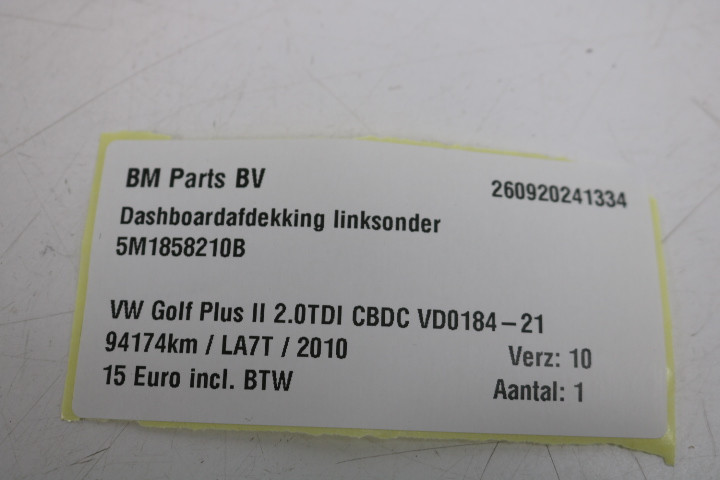 BM Parts BV
260920241334
Dashboardafdekking linksonder
5M1858210B
VW Golf Plus II 2.0TDI CBDC VD0184-21
94174km / LA7T / 2010
Verz: 10
15 Euro incl. BTW
Aantal: 1